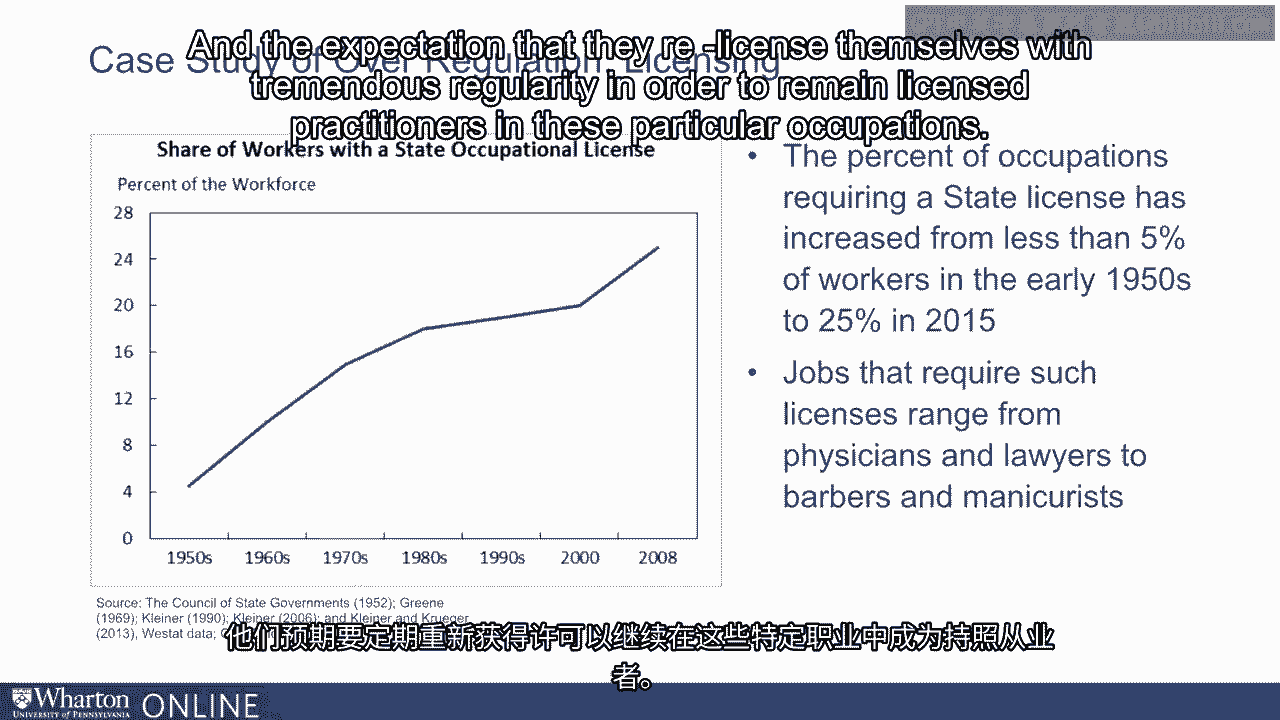 And the expectation that they re -license themselves with
tremendous regularity in order to remain licensed
practitioners in these particular occupations.
Case Study of Over Regulation: Licensing
Share of Workers with a State Occupational License
Percent of the Workforce
28
24
20
16
12
8
4
0
1950s 1960s 1970s 1980s 1990s 2000 2008
Source: The Council of State Governments (1952); Greene
(1969); Kleiner (1990); Kleiner (2006); and Kleiner and Krueger
(2013), Westat data;
• The percent of occupations
requiring a State license has
increased from less than 5%
of workers in the early 1950s
to 25% in 2015
• Jobs that require such
licenses range from
physicians and lawyers to
barbers and manicurists
他们预期要定期重新获得许可以继续在这些特定职业中成为持照从业
者。
Wharton ONLINE
UNIVERSITY of PENNSYLVANIA